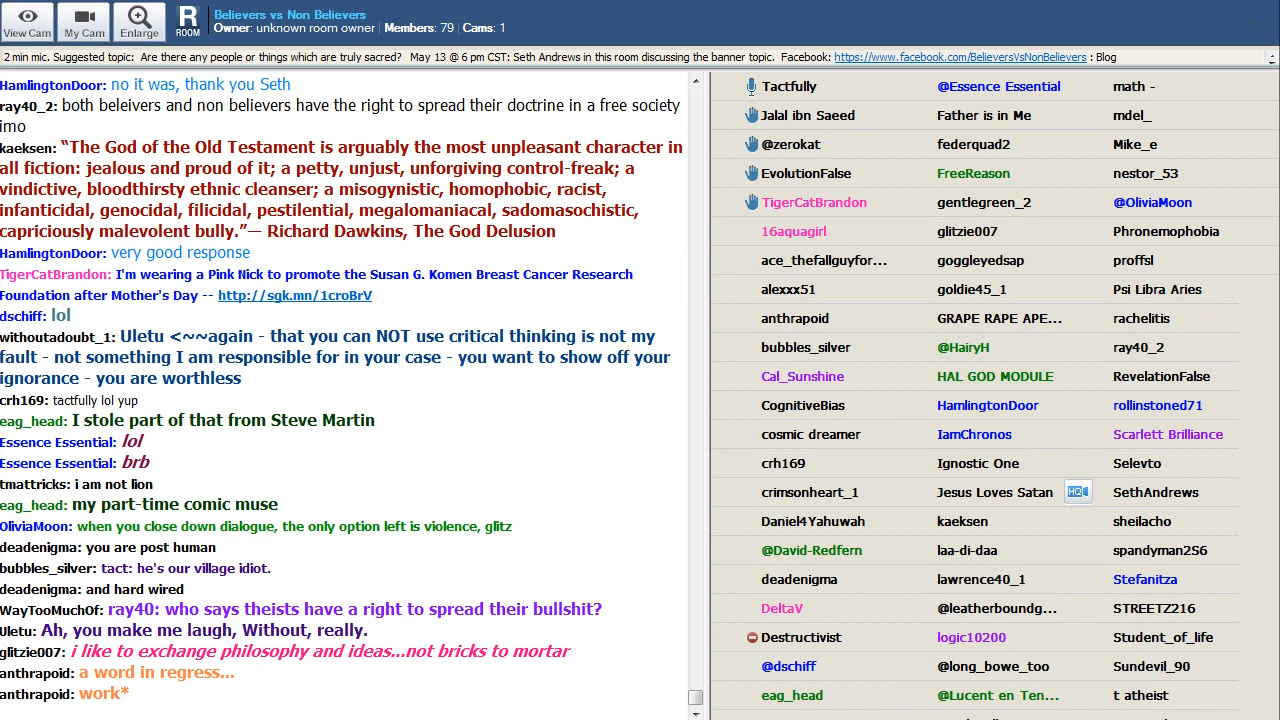 View Cam
My Cam
Enlarge
R
ROOM
Believers vs Non Believers
Owner: unknown room owner | Members: 79 | Cams: 1
2 min mic. Suggested topic: Are there any people or things which are truly sacred? May 13 @ 6 pm CST: Seth Andrews in this room discussing the banner topic. Facebook: https://www.facebook.com/BelieversVsNonBelievers : Blog
HamlingtonDoor: no it was, thank you Seth
ray40_2: both beleivers and non believers have the right to spread their doctrine in a free society
imo
kaeksen: “The God of the Old Testament is arguably the most unpleasant character in
all fiction: jealous and proud of it; a petty, unjust, unforgiving control-freak; a
vindictive, bloodthirsty ethnic cleanser; a misogynistic, homophobic, racist,
infanticidal, genocidal, filicidal, pestilential, megalomaniacal, sadomasochistic,
capriciously malevolent bully.”— Richard Dawkins, The God Delusion
HamlingtonDoor: very good response
TigerCatBrandon: I'm wearing a Pink Nick to promote the Susan G. Komen Breast Cancer Research
Foundation after Mother's Day -- http://sgk.mn/1croBrV
dschiff: lol
withoutadoubt_1: Uletu <~~again - that you can NOT use critical thinking is not my
fault - not something I am responsible for in your case - you want to show off your
ignorance - you are worthless
crh169: tactfully lol yup
eag_head: I stole part of that from Steve Martin
Essence Essential: lol
Essence Essential: brb
tmattricks: i am not lion
eag_head: my part-time comic muse
OliviaMoon: when you close down dialogue, the only option left is violence, glitz
deadenigma: you are post human
bubbles_silver: tact: he's our village idiot.
deadenigma: and hard wired
WayTooMuchOf: ray40: who says theists have a right to spread their bullshit?
Uletu: Ah, you make me laugh, Without, really.
glitzie007: i like to exchange philosophy and ideas...not bricks to mortar
anthrapoid: a word in regress...
anthrapoid: work*
Tactfully @Essence Essential math -
Jalal ibn Saeed Father is in Me mdel_
@zerokat federquad2 Mike_e
EvolutionFalse FreeReason nestor_53
TigerCatBrandon gentlegreen_2 @OliviaMoon
16aquagirl glitzie007 Phronemophobia
ace_thefallguyfor... goggleyedsap proffsl
alexxx51 goldie45_1 Psi Libra Aries
anthrapoid GRAPE RAPE APE... rachelitis
bubbles_silver @HairyH ray40_2
Cal_Sunshine HAL GOD MODULE RevelationFalse
CognitiveBias HamlingtonDoor rollinstoned71
cosmic dreamer IamChronos Scarlett Brilliance
crh169 Ignostic One Selevto
crimsonheart_1 Jesus Loves Satan HQ SethAndrews
Daniel4Yahuwah kaeksen sheilacho
@David-Redfern laa-di-daa spandyman2S6
deadenigma lawrence40_1 Stefanitza
DeltaV @leatherboundg... STREETZ216
Destructivist logic10200 Student_of_life
@dschiff @long_bowe_too Sundevil_90
eag_head @Lucent en Ten... t atheist